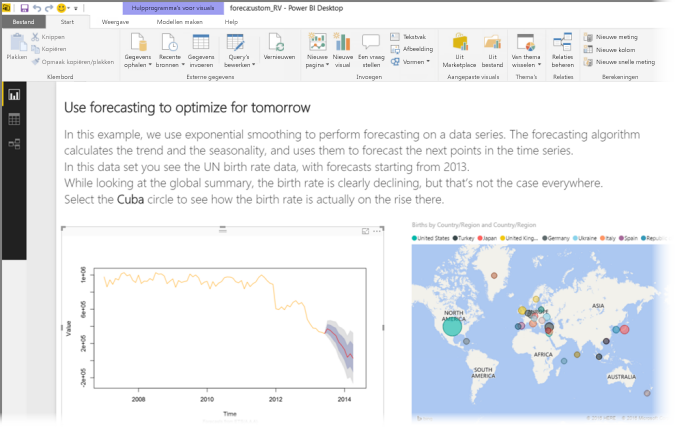 Hulpprogramma's voor visuals
forec.custom_RV - Power BI Desktop
Bestand Start Weergave Modellen maken Help
Plakken
Knippen
Kopiëren
Opmaak kopiëren/plakken
Klembord
Gegevens ophalen
Recente bronnen
Gegevens invoeren
Query's bewerken
Vernieuwen
Externe gegevens
Nieuwe pagina
Nieuwe visual
Een vraag stellen
Tekstvak
Afbeelding
Vormen
Invoegen
Uit Marketplace
Uit bestand
Aangepaste visuals
Van thema wisselen
Thema's
Relaties beheren
Relaties
Nieuwe meting
Nieuwe kolom
Nieuwe snelle meting
Berekeningen
Use forecasting to optimize for tomorrow
In this example, we use exponential smoothing to perform forecasting on a data series. The forecasting algorithm
calculates the trend and the seasonality, and uses them to forecast the next points in the time series.
In this data set you see the UN birth rate data, with forecasts starting from 2013.
While looking at the global summary, the birth rate is clearly declining, but that's not the case everywhere.
Select the Cuba circle to see how the birth rate is actually on the rise there.
Value
1e+06
6e+05
2e+05
-2e+05
2008 2010 2012 2014
Time
Births by Country/Region and Country/Region
United States Turkey Japan United King... Germany Ukraine Italy Spain Republi
NORTH AMERICA
EUROPE
ASIA
AFRICA
SOUTH AMERICA
AUSTRALIA